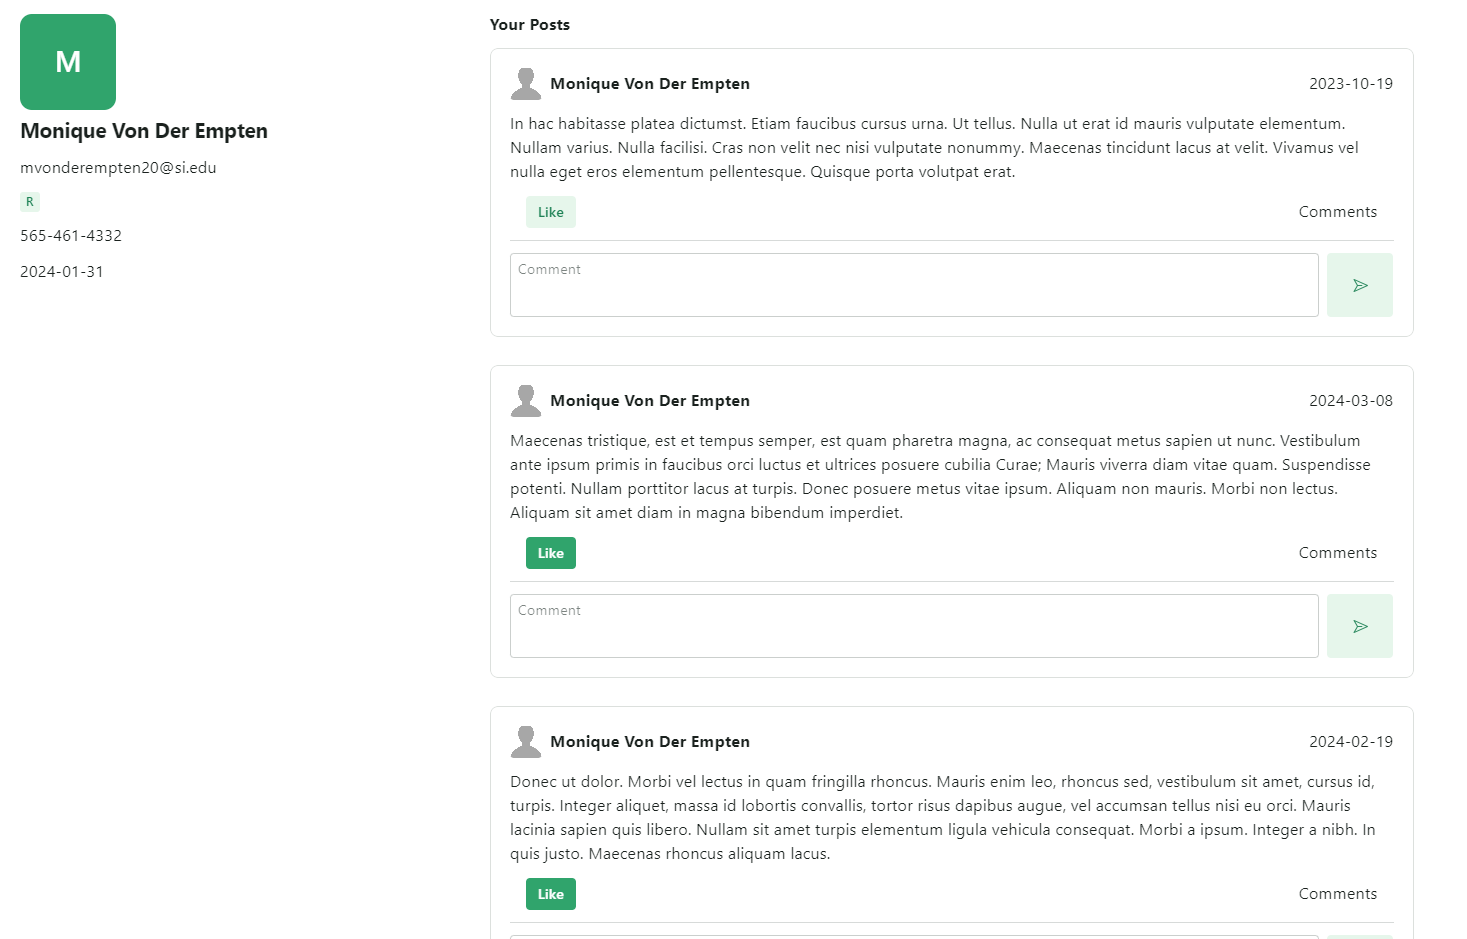 M
Monique Von Der Empten
mvonderempten20@si.edu
R
565-461-4332
2024-01-31
Your Posts
Monique Von Der Empten
2023-10-19
In hac habitasse platea dictumst. Etiam faucibus cursus urna. Ut tellus. Nulla ut erat id mauris vulputate elementum.
Nullam varius. Nulla facilisi. Cras non velit nec nisi vulputate nonummy. Maecenas tincidunt lacus at velit. Vivamus vel
nulla eget eros elementum pellentesque. Quisque porta volutpat erat.
Like
Comments
Comment
Monique Von Der Empten
2024-03-08
Maecenas tristique, est et tempus semper, est quam pharetra magna, ac consequat metus sapien ut nunc. Vestibulum
ante ipsum primis in faucibus orci luctus et ultrices posuere cubilia Curae; Mauris viverra diam vitae quam. Suspendisse
potenti. Nullam porttitor lacus at turpis. Donec posuere metus vitae ipsum. Aliquam non mauris. Morbi non lectus.
Aliquam sit amet diam in magna bibendum imperdiet.
Like
Comments
Comment
Monique Von Der Empten
2024-02-19
Donec ut dolor. Morbi vel lectus in quam fringilla rhoncus. Mauris enim leo, rhoncus sed, vestibulum sit amet, cursus id,
turpis. Integer aliquet, massa id lobortis convallis, tortor risus dapibus augue, vel accumsan tellus nisi eu orci. Mauris
lacinia sapien quis libero. Nullam sit amet turpis elementum ligula vehicula consequat. Morbi a ipsum. Integer a nibh. In
quis justo. Maecenas rhoncus aliquam lacus.
Like
Comments